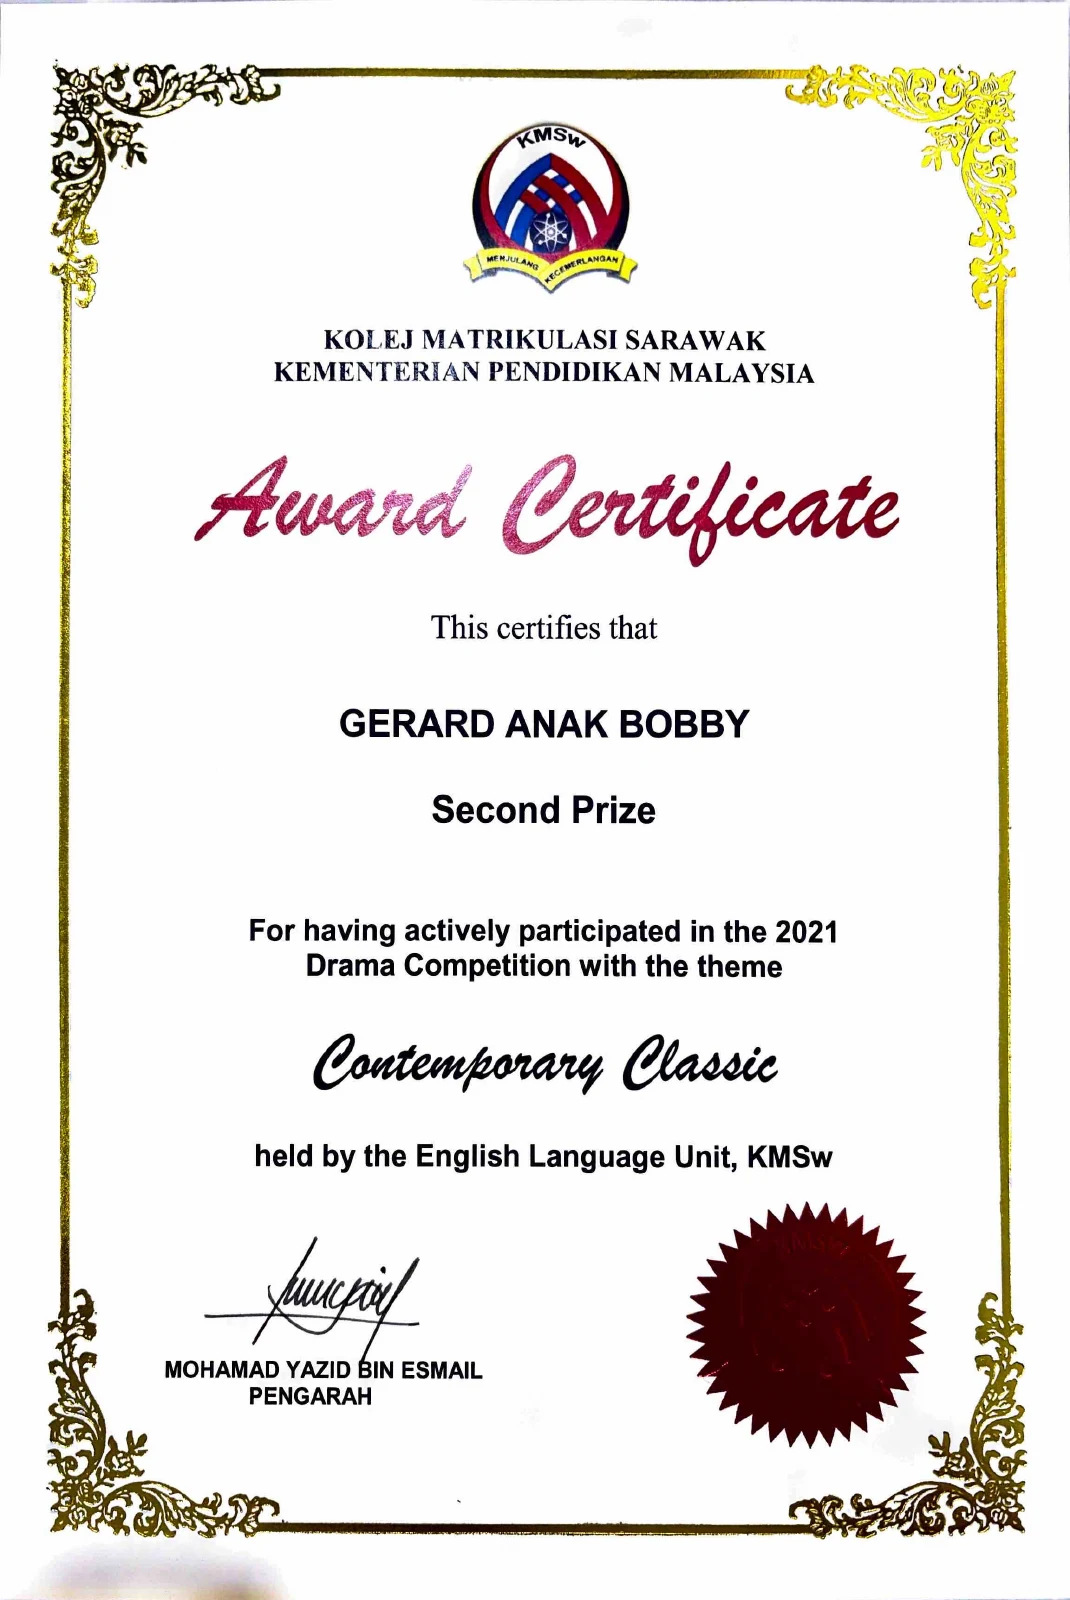 KMSw
MENJULANG KECEMERLANGAN
KOLEJ MATRIKULASI SARAWAK
KEMENTERIAN PENDIDIKAN MALAYSIA
Award Certificate
This certifies that
GERARD ANAK BOBBY
Second Prize
For having actively participated in the 2021
Drama Competition with the theme
Contemporary Classic
held by the English Language Unit, KMSw
MOHAMAD YAZID BIN ESMAIL
PENGARAH
KMSw